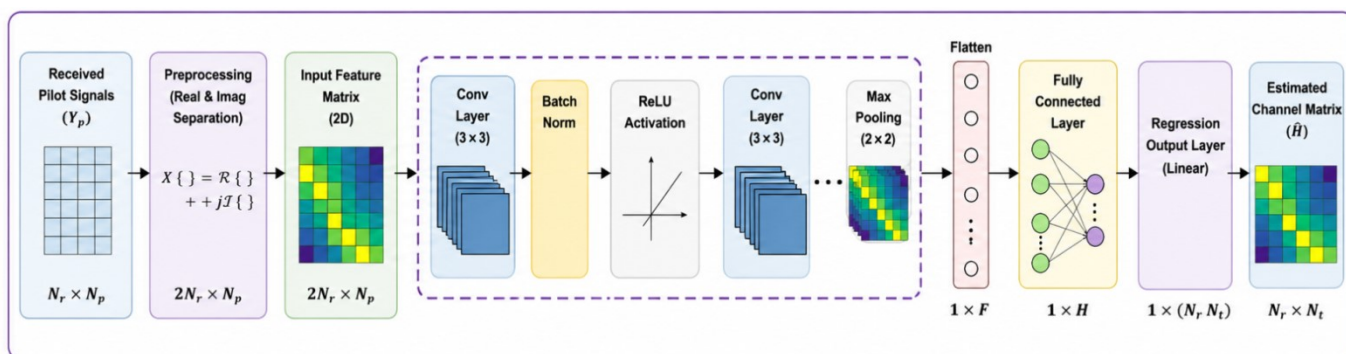 Received
Pilot Signals
(Y_p)
N_r × N_p
Preprocessing
(Real & Imag
Separation)
X { } = ℛ { }
+ + jℐ { }
2N_r × N_p
Input Feature
Matrix
(2D)
2N_r × N_p
Conv
Layer
(3 × 3)
Batch
Norm
ReLU
Activation
Conv
Layer
(3 × 3)
Max
Pooling
(2 × 2)
Flatten
1 × F
Fully
Connected
Layer
1 × H
Regression
Output Layer
(Linear)
1 × (N_r N_t)
Estimated
Channel Matrix
(Ĥ)
N_r × N_t